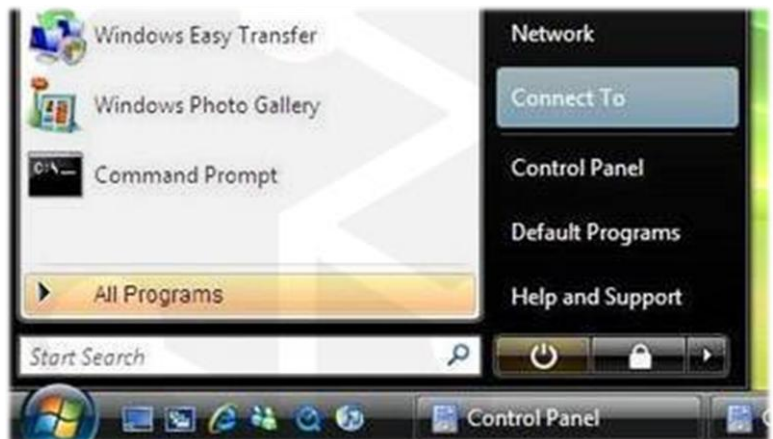 Windows Easy Transfer
Windows Photo Gallery
Command Prompt
All Programs
Start Search
Network
Connect To
Control Panel
Default Programs
Help and Support
Control Panel